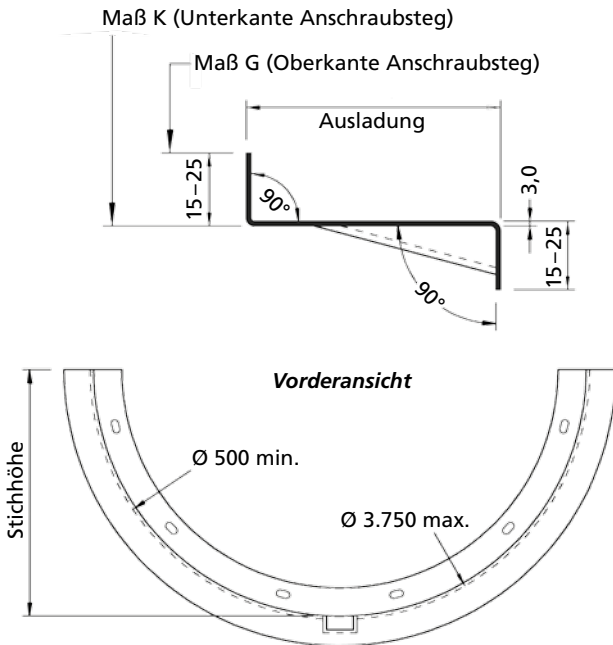 Maß K (Unterkante Anschraubsteg)
Maß G (Oberkante Anschraubsteg)
Ausladung
15–25
90°
3,0
15–25
90°
Vorderansicht
Stichhöhe
Ø 500 min.
Ø 3.750 max.